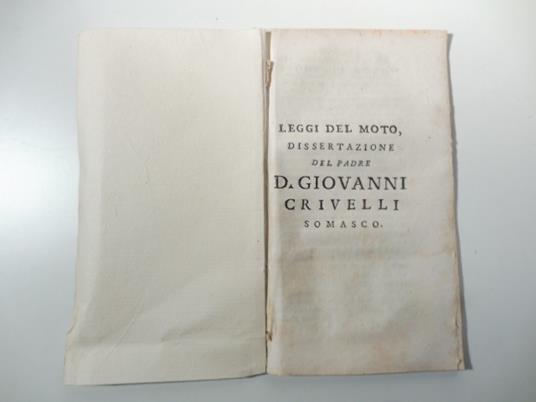 LEGGI DEL MOTO,
DISSERTAZIONE
DEL PADRE
D. GIOVANNI
CRIVELLI
SOMASCO.